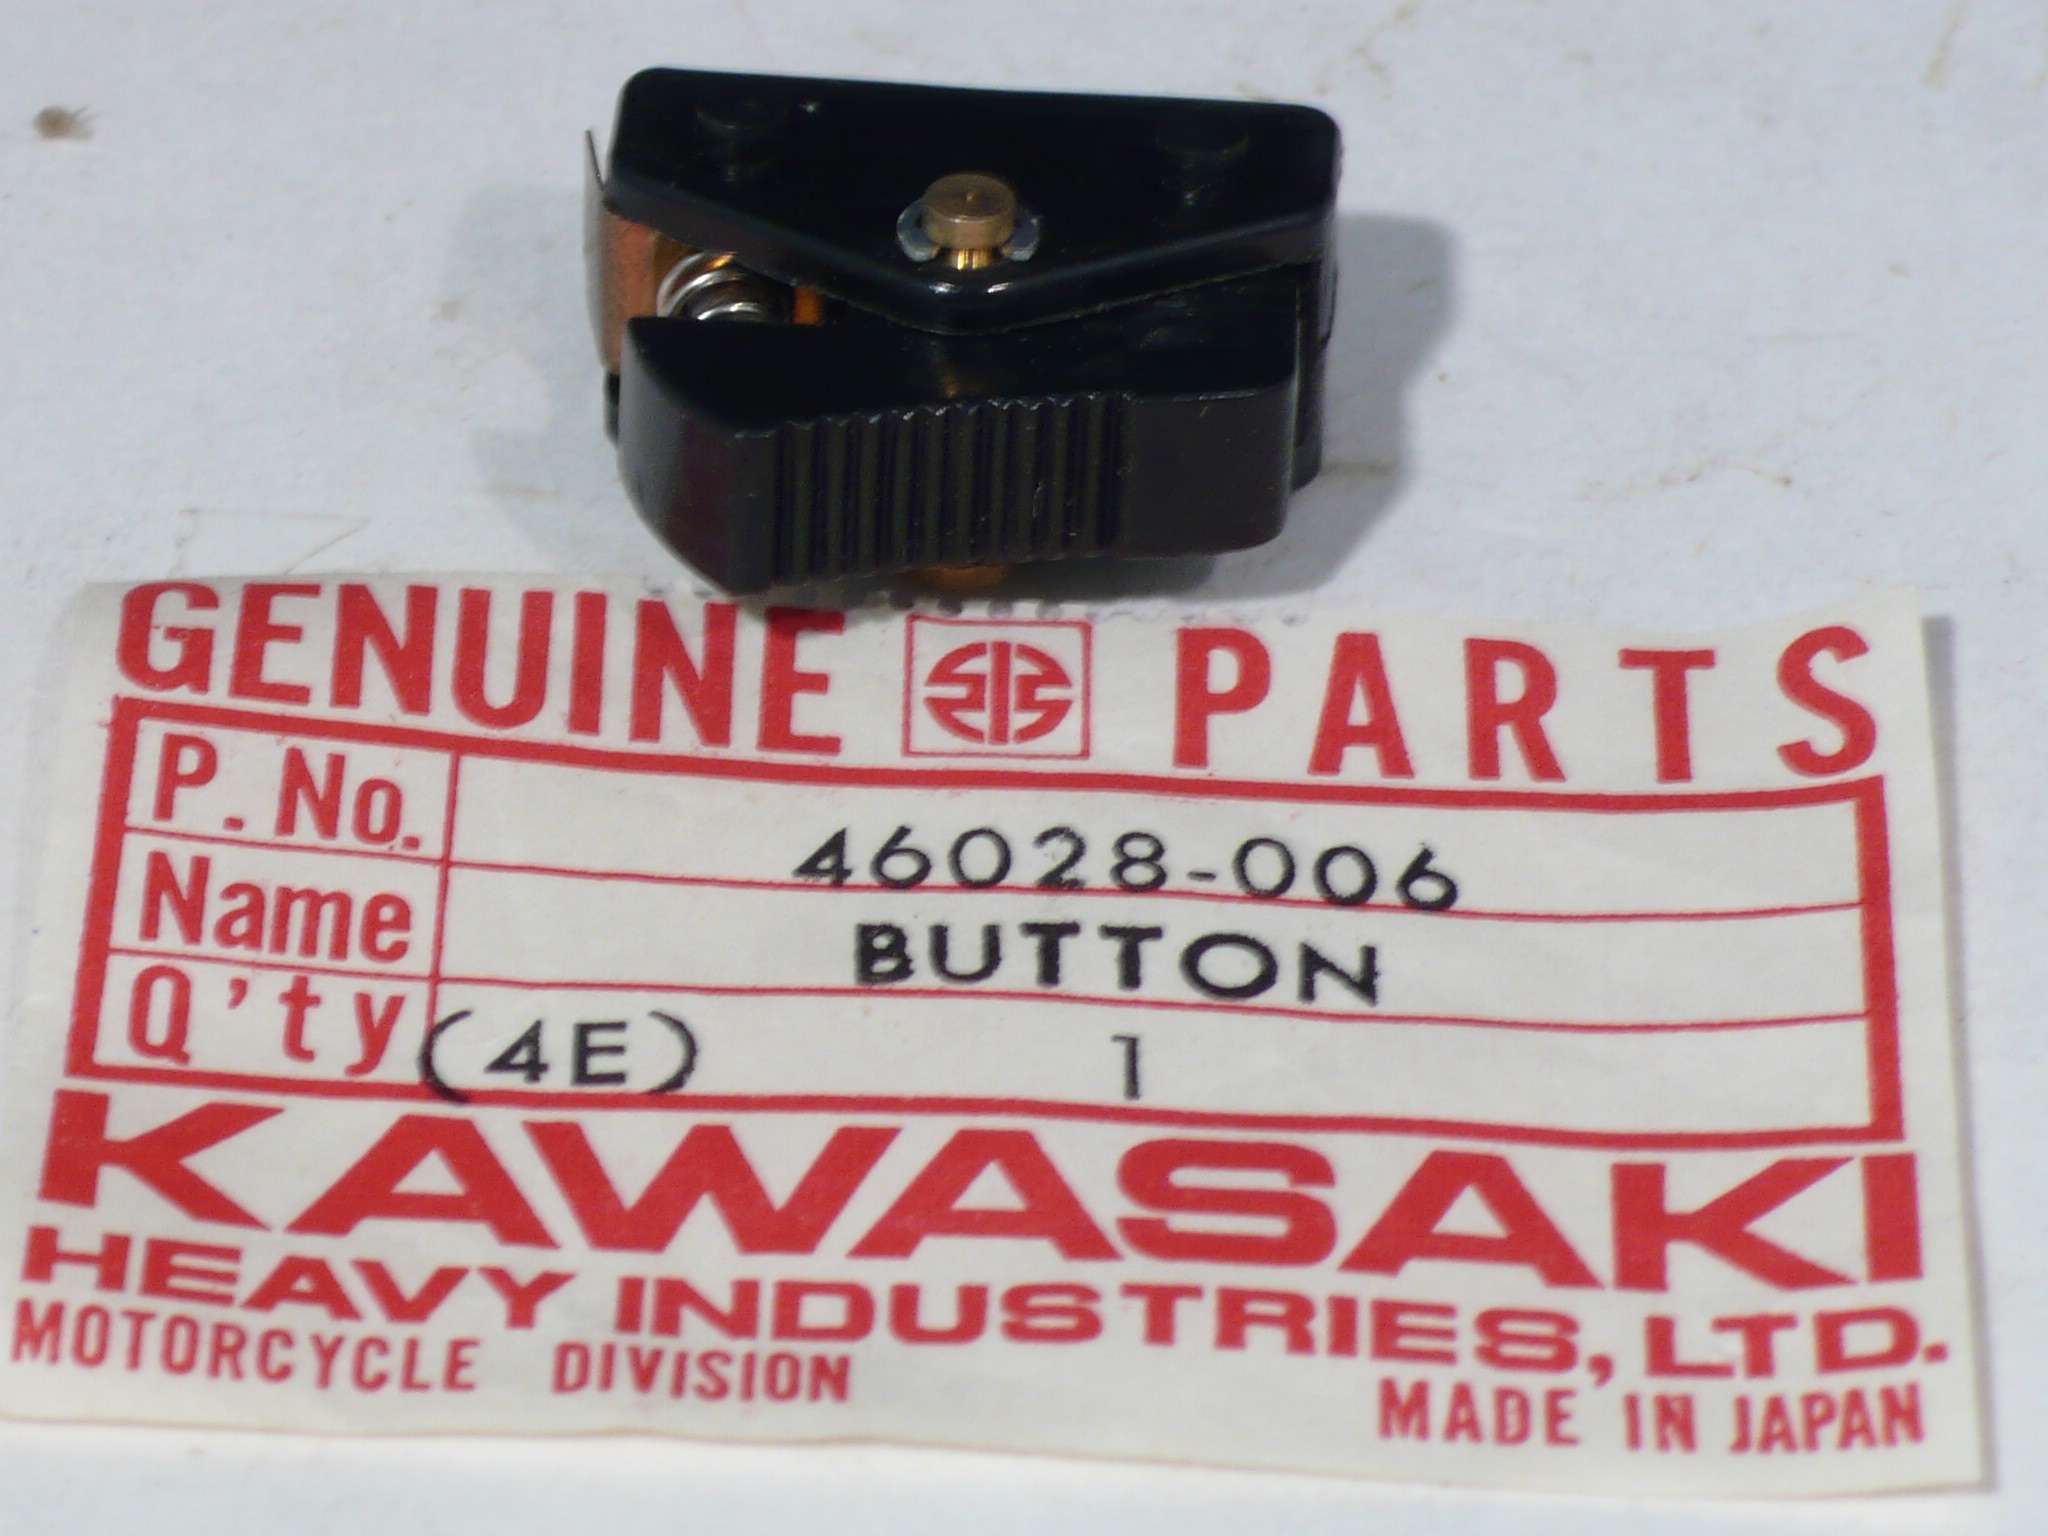 GENUINE PARTS
P. No. 46028-006
Name BUTTON
Q'ty (4E) 1
KAWASAKI
HEAVY INDUSTRIES, LTD.
MOTORCYCLE DIVISION
MADE IN JAPAN